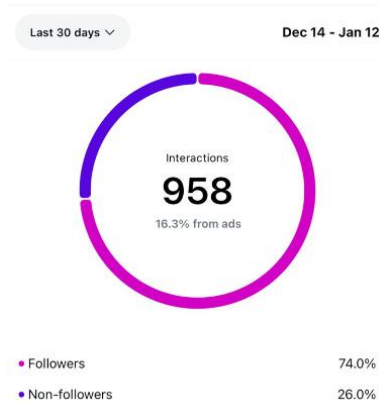 Last 30 days
Dec 14 - Jan 12
Interactions
958
16.3% from ads
Followers 74.0%
Non-followers 26.0%